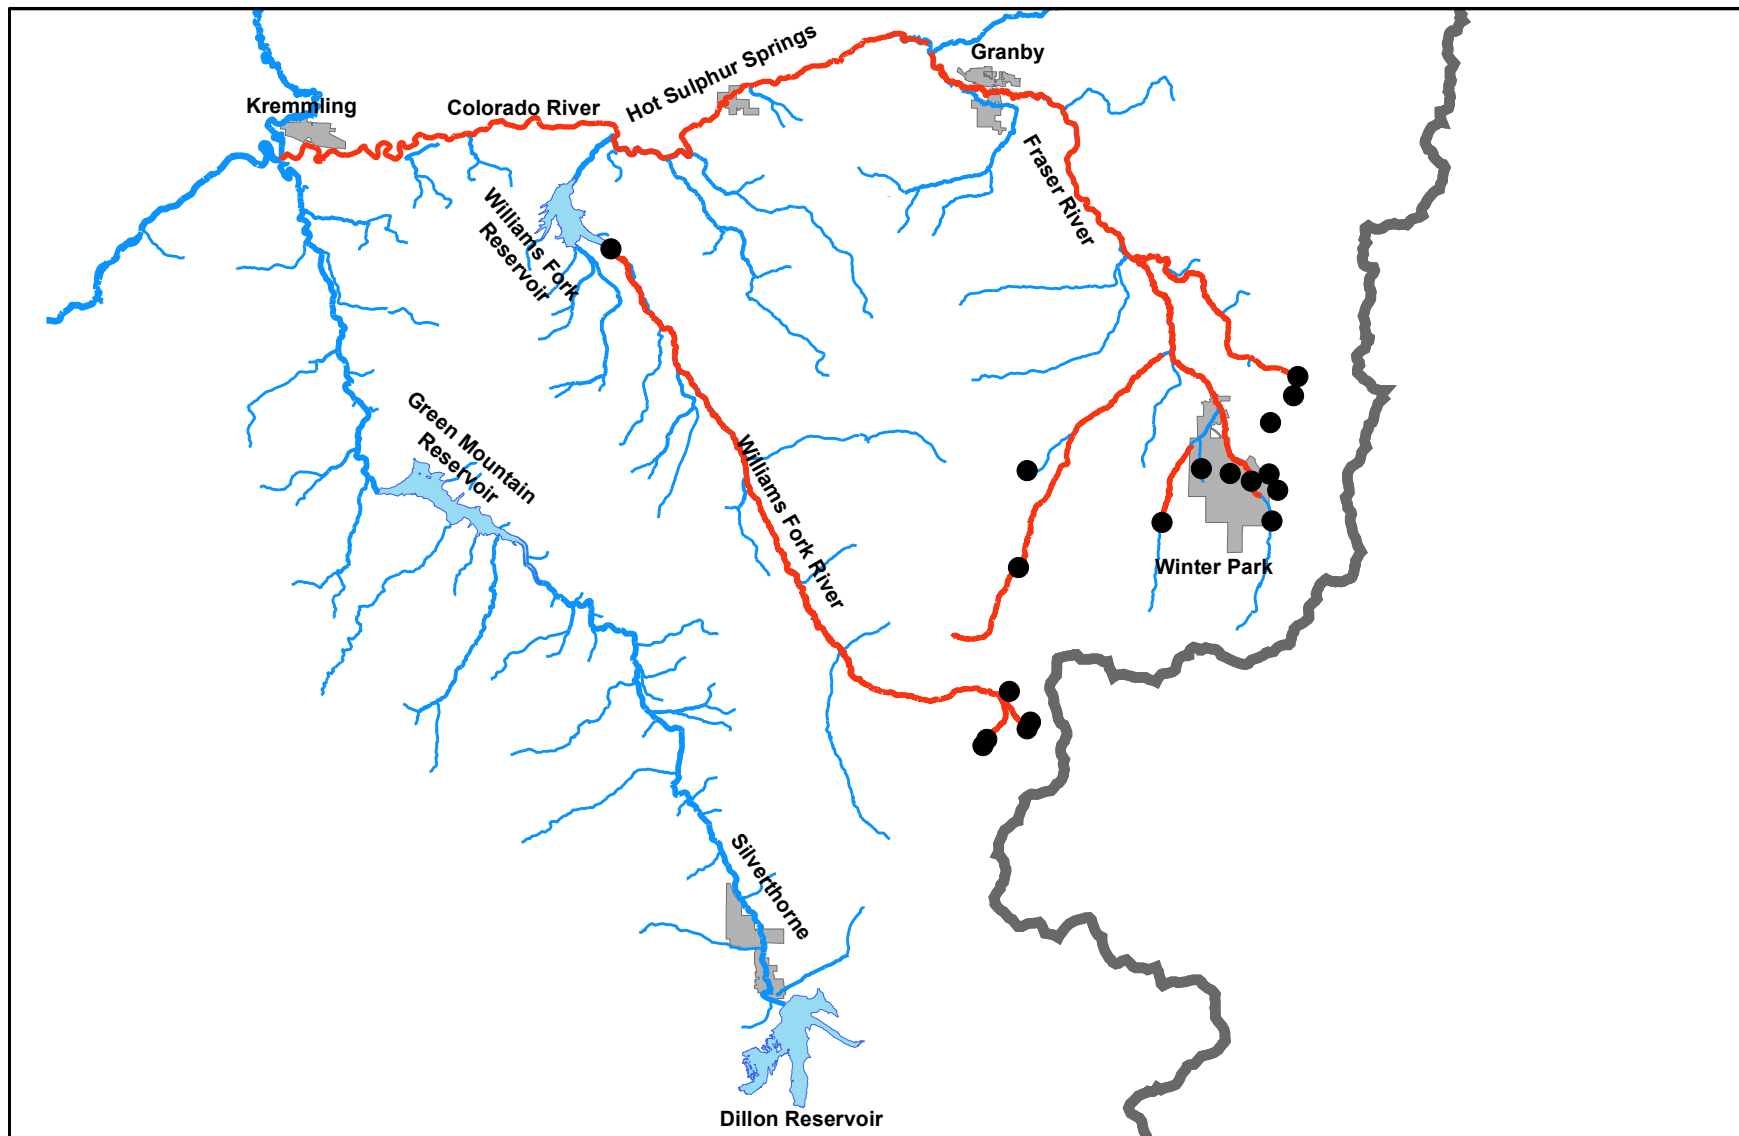 Hot Sulphur Springs
Granby
Kremmling
Colorado River
Fraser River
Williams Fork
Reservoir
Green Mountain
Reservoir
Williams Fork River
Winter Park
Silverthorne
Dillon Reservoir